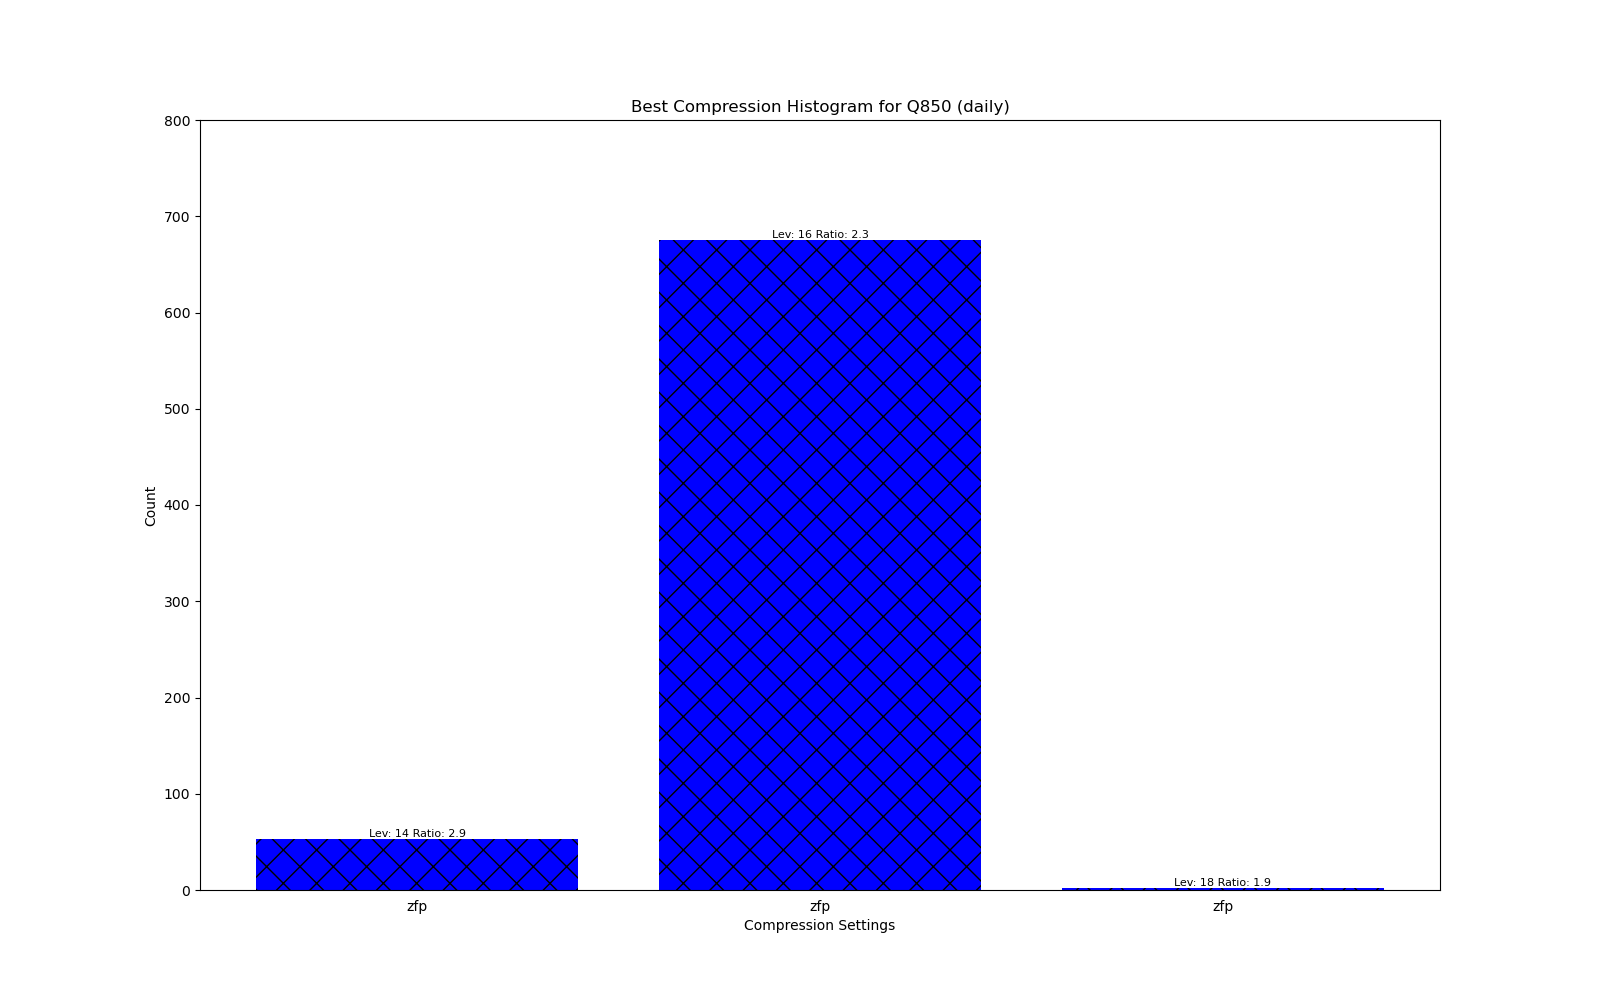 Best Compression Histogram for Q850 (daily)
800
700
600
500
400
300
200
100
0
Count
Lev: 14 Ratio: 2.9
Lev: 16 Ratio: 2.3
Lev: 18 Ratio: 1.9
zfp
zfp
zfp
Compression Settings